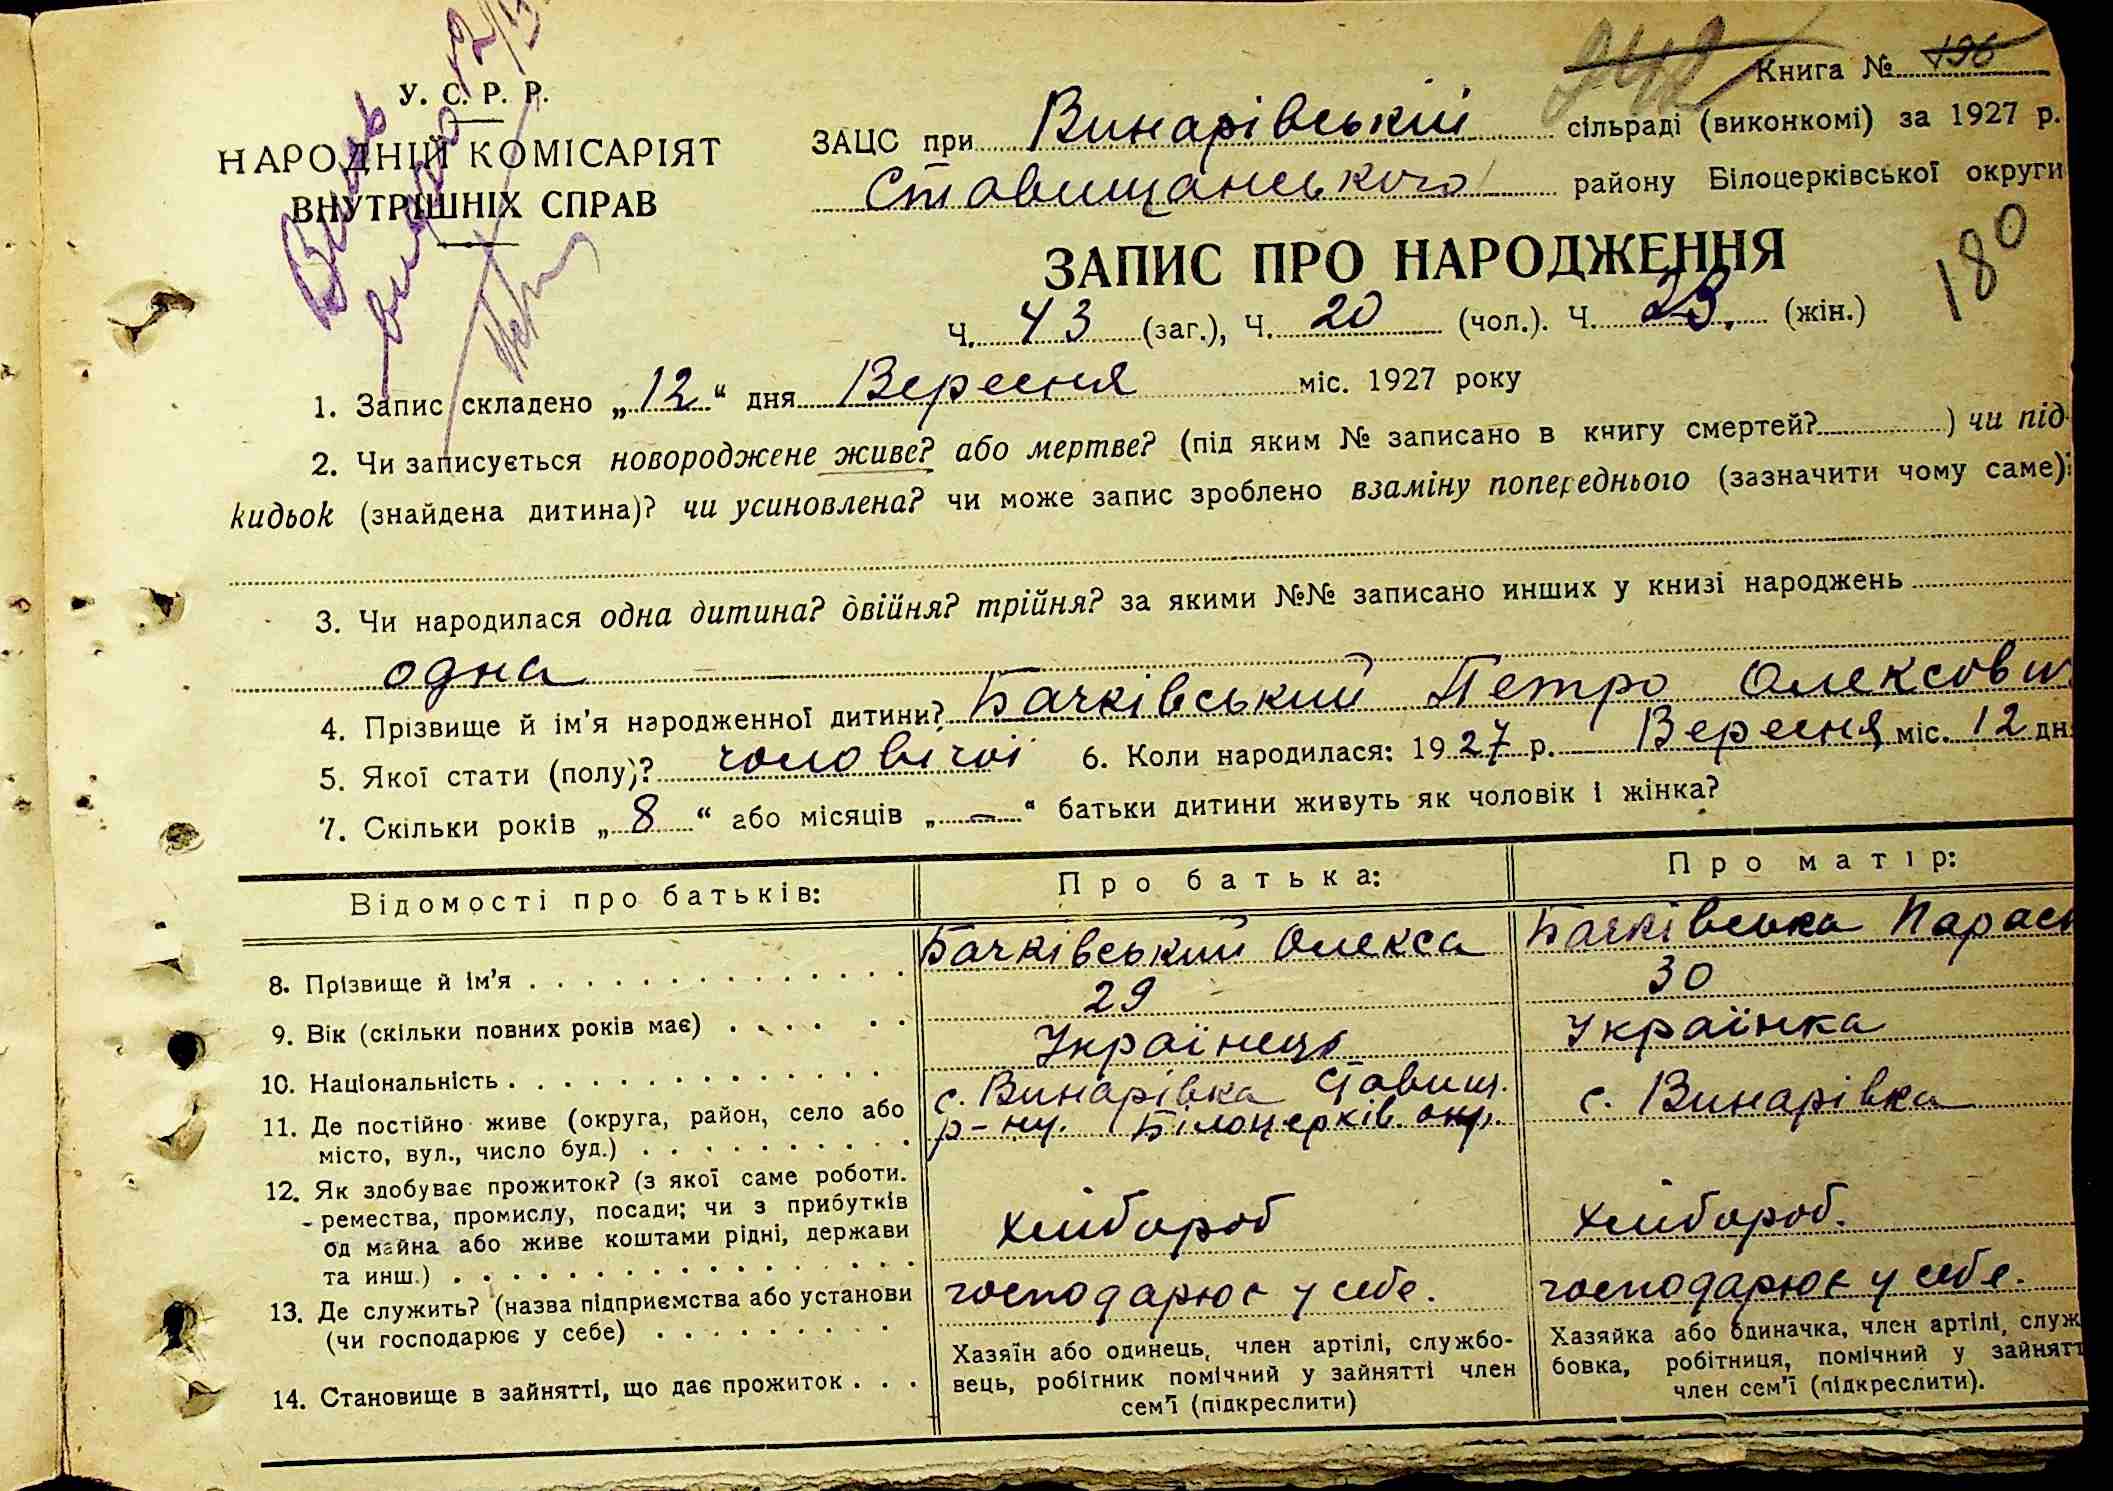 У. С. Р. Р.
НАРОДНІЙ КОМІСАРІЯТ
ВНУТРІШНІХ СПРАВ
Книга № 196
ЗАЦС при Винарівській сільраді (виконкомі) за 1927 р.
Ставищанського району Білоцерківської округи
180
ЗАПИС ПРО НАРОДЖЕННЯ
Ч. 43 (заг.), Ч. 20 (чол.). Ч. 23. (жін.)
1. Запис складено „12“ дня Вересня міс. 1927 року
2. Чи записується новороджене живе? або мертве? (під яким № записано в книгу смертей? ) чи під-
кидьок (знайдена дитина)? чи усиновлена? чи може запис зроблено взаміну попереднього (зазначити чому саме):
3. Чи народилася одна дитина? двійня? трійня? за якими №№ записано инших у книзі народжень
одна
4. Прізвище й ім'я народженної дитини? Бачківський Петро Олексови
5. Якої стати (полу)? чоловічої 6. Коли народилася: 1927 р. Вересня міс. 12 дн
7. Скільки років „8“ або місяців „—“ батьки дитини живуть як чоловік і жінка?
Відомості про батьків: Про батька: Про матір:
8. Прізвище й ім'я Бачківський Олекса Бачківська Параск
9. Вік (скільки повних років має) 29 30
10. Національність Українець Українка
11. Де постійно живе (округа, район, село або с. Винарівка Ставищ. с. Винарівка
місто, вул., число буд.) р-ну. Білоцерків. окр.
12. Як здобуває прожиток? (з якої саме роботи.
ремества, промислу, посади; чи з прибутків хлібороб хлібороб.
од майна або живе коштами рідні, держави
та инш.)
13. Де служить? (назва підприємства або установи господарює у себе. господарює у себе.
(чи господарює у себе)
14. Становище в зайнятті, що дає прожиток
Хазяїн або одинець, член артілі, службо-
вець, робітник помічний у зайнятті член
сем'ї (підкреслити)
Хазяйка або одиначка, член артілі, служ
бовка, робітниця, помічний у зайнятт
член сем'ї (підкреслити).